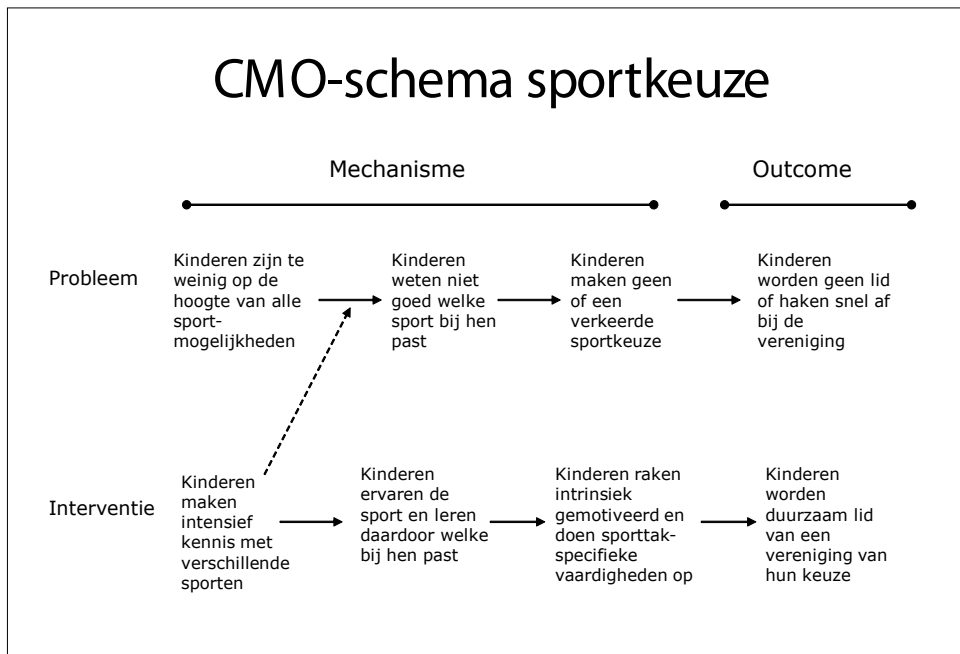 CMO-schema sportkeuze
Mechanisme
Outcome
Probleem
Kinderen zijn te
weinig op de
hoogte van alle
sport-
mogelijkheden
Kinderen
weten niet
goed welke
sport bij hen
past
Kinderen
maken geen
of een
verkeerde
sportkeuze
Kinderen
worden geen lid
of haken snel af
bij de
vereniging
Interventie
Kinderen
maken
intensief
kennis met
verschillende
sporten
Kinderen
ervaren de
sport en leren
daardoor welke
bij hen past
Kinderen raken
intrinsiek
gemotiveerd en
doen sporttak-
specifieke
vaardigheden op
Kinderen
worden
duurzaam lid
van een
vereniging van
hun keuze